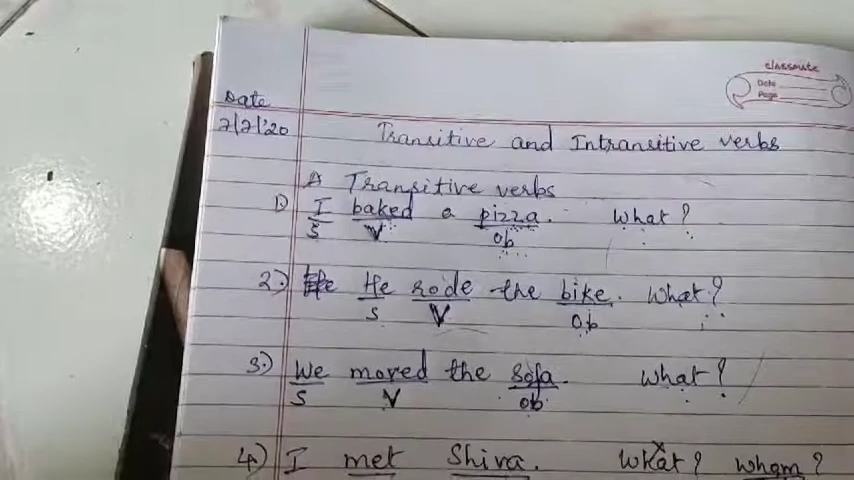 classmate
Date
Page
Date
2/2/'20
Transitive and Intransitive verbs
A Transitive verbs
1) I baked a pizza. What?
S V ob
2.) He rode the bike. What?
S V Ob
3.) We moved the sofa. What?
S V ob
4.) I met Shiva. What? whom?